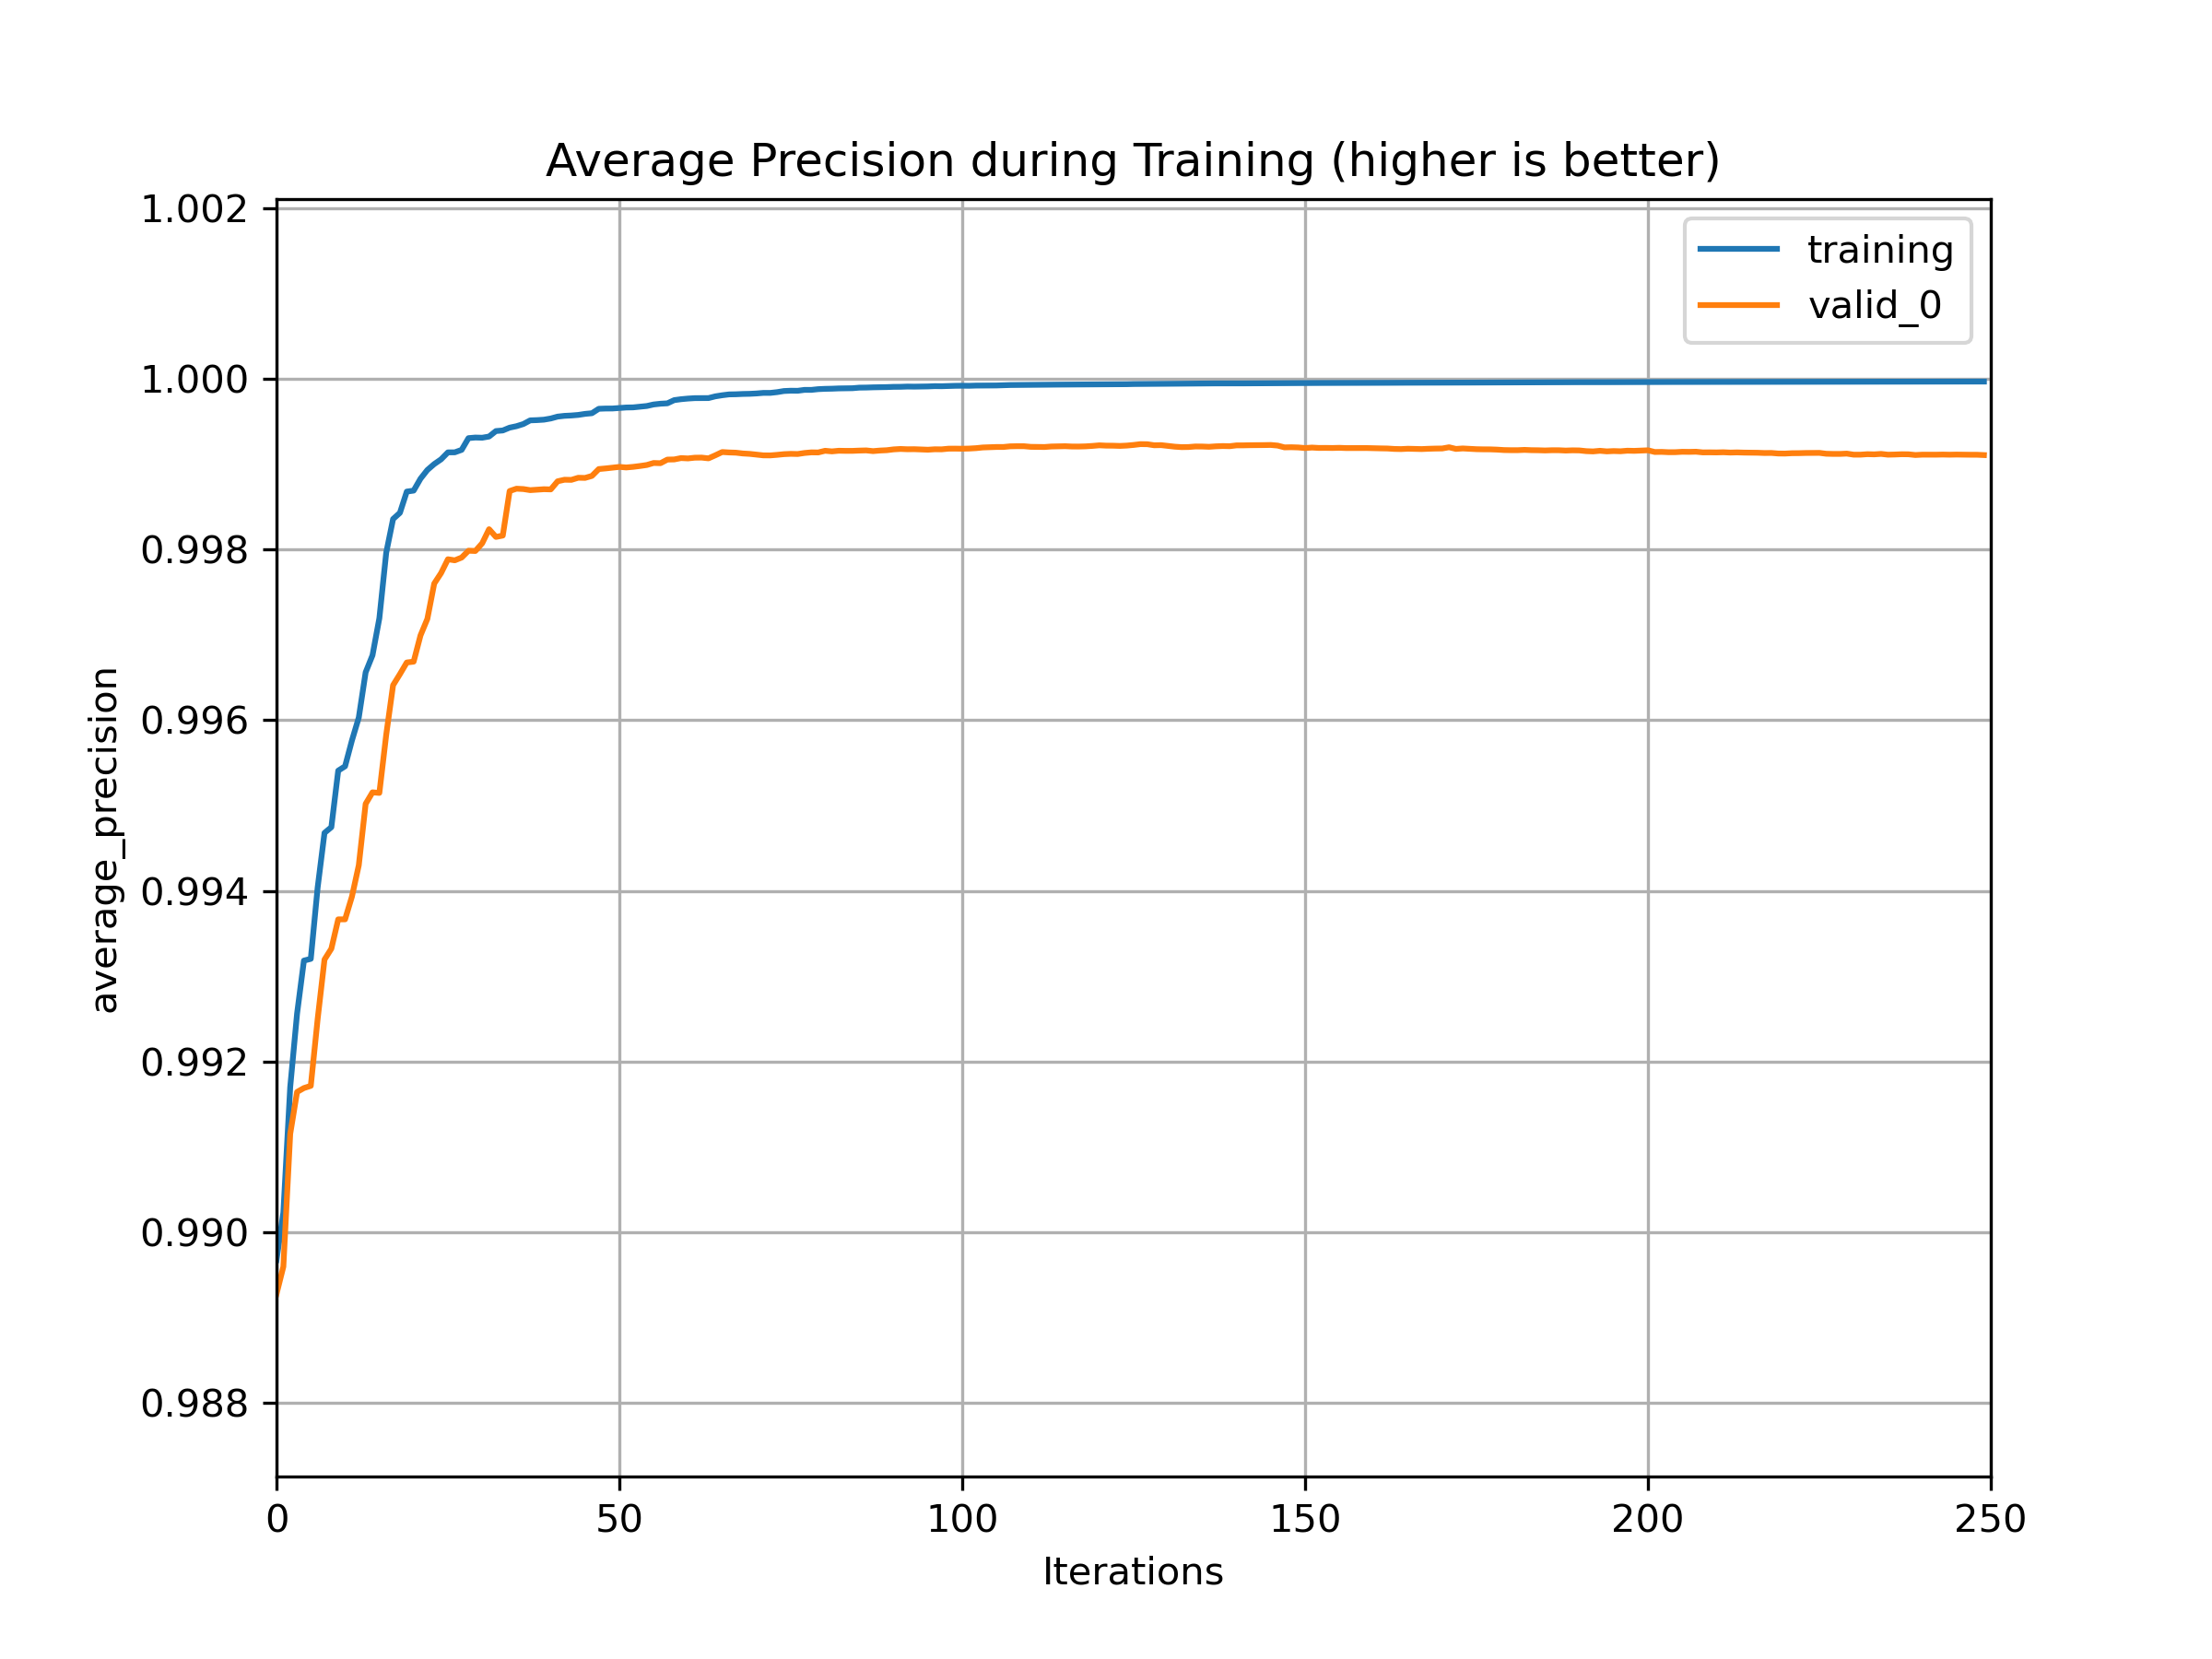 Average Precision during Training (higher is better)
1.002
1.000
0.998
0.996
0.994
0.992
0.990
0.988
average_precision
training
valid_0
0 50 100 150 200 250
Iterations